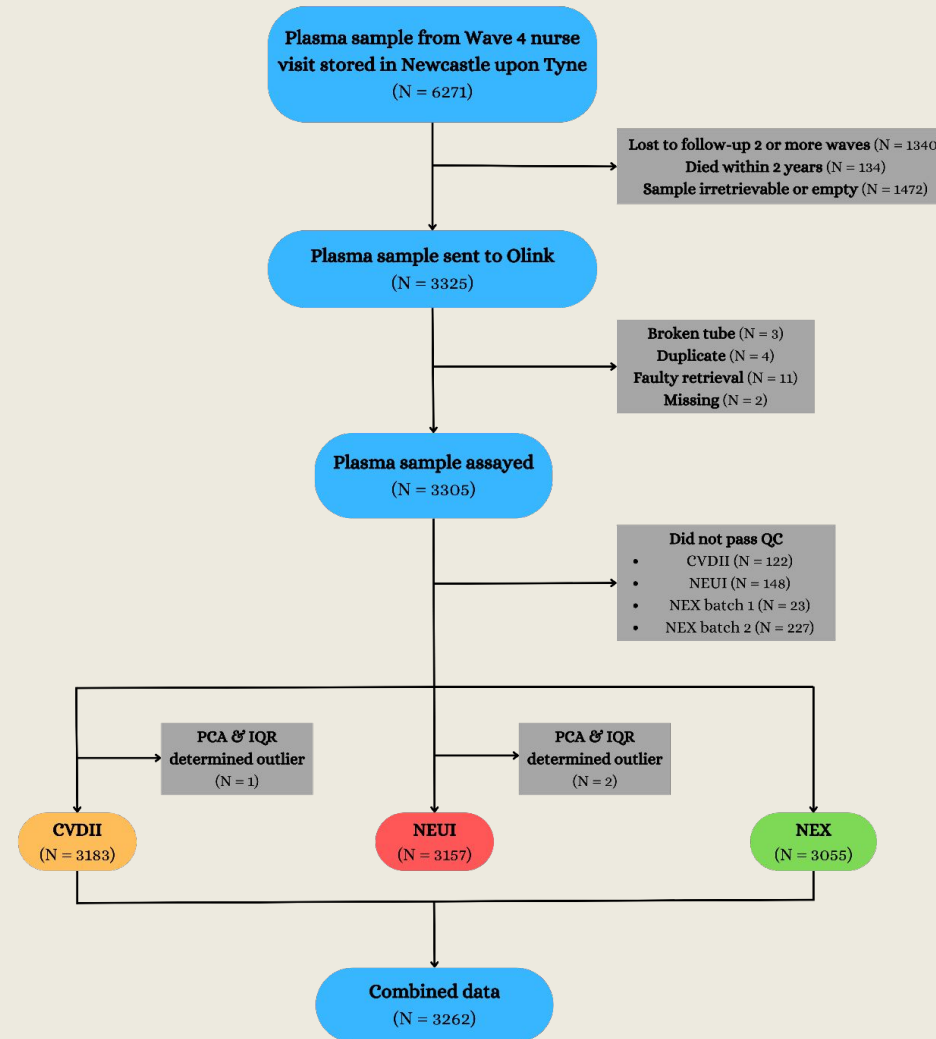 Plasma sample from Wave 4 nurse
visit stored in Newcastle upon Tyne
(N = 6271)
Lost to follow-up 2 or more waves (N = 1340
Died within 2 years (N = 134)
Sample irretrievable or empty (N = 1472)
Plasma sample sent to Olink
(N = 3325)
Broken tube (N = 3)
Duplicate (N = 4)
Faulty retrieval (N = 11)
Missing (N = 2)
Plasma sample assayed
(N = 3305)
Did not pass QC
• CVDII (N = 122)
• NEUI (N = 148)
• NEX batch 1 (N = 23)
• NEX batch 2 (N = 227)
PCA & IQR
determined outlier
(N = 1)
PCA & IQR
determined outlier
(N = 2)
CVDII
(N = 3183)
NEUI
(N = 3157)
NEX
(N = 3055)
Combined data
(N = 3262)